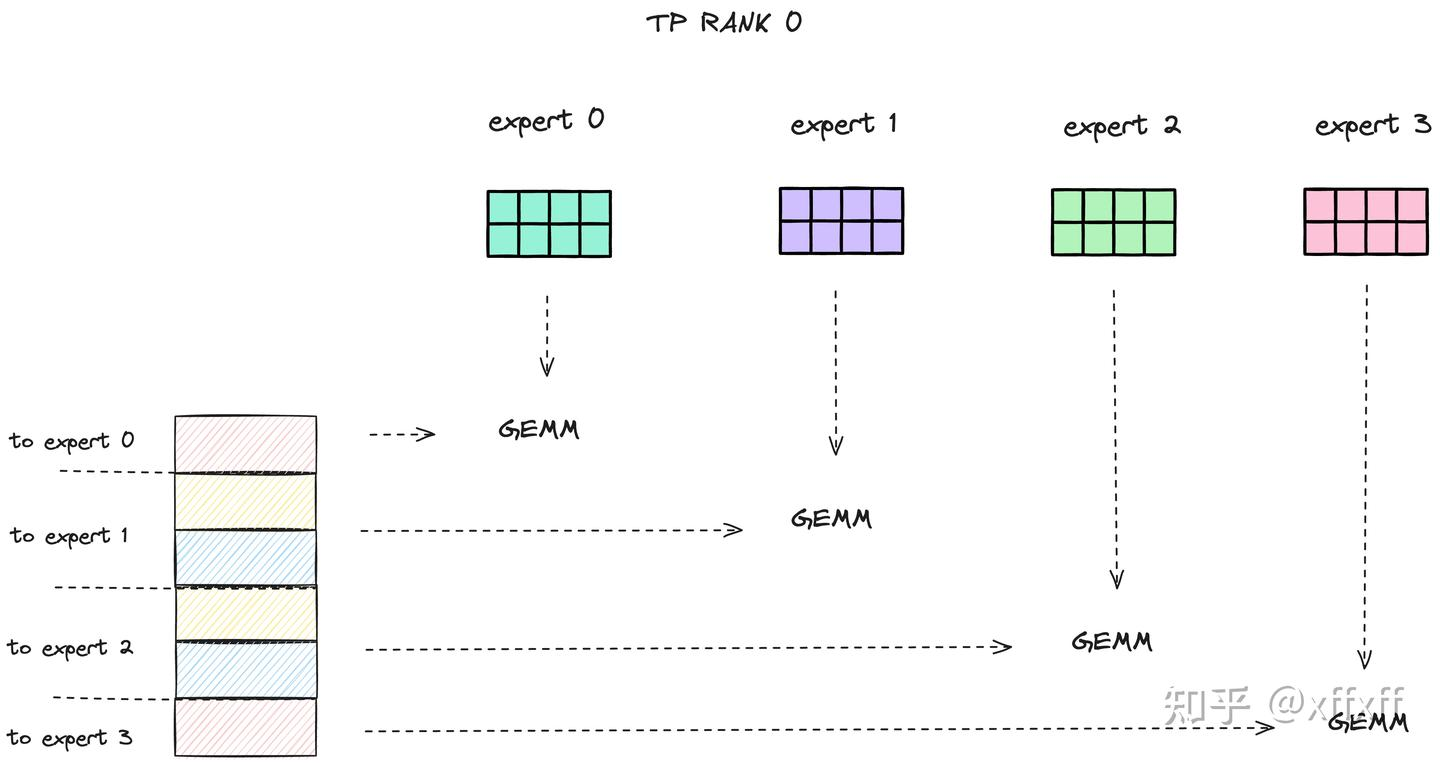 TP RANK 0
expert 0
expert 1
expert 2
expert 3
to expert 0
GEMM
GEMM
to expert 1
to expert 2
GEMM
知乎 @xffxff
to expert 3
GEMM